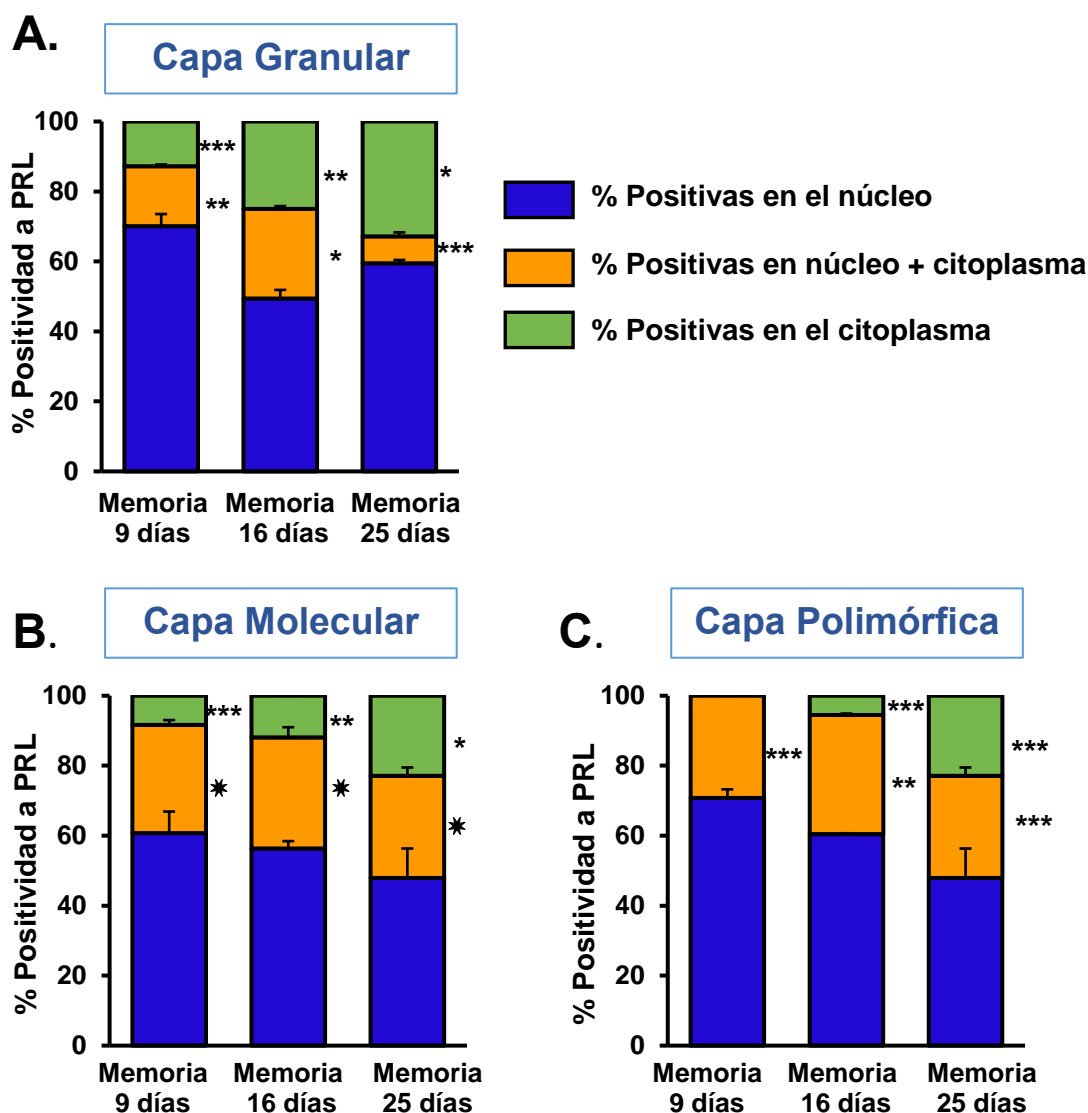 A.
Capa Granular
% Positividad a PRL
100
80
60
40
20
0
***
**
**
*
*
***
Memoria
9 días
Memoria
16 días
Memoria
25 días
% Positivas en el núcleo
% Positivas en núcleo + citoplasma
% Positivas en el citoplasma
B.
Capa Molecular
% Positividad a PRL
100
80
60
40
20
0
***
✷
**
✷
*
✷
Memoria
9 días
Memoria
16 días
Memoria
25 días
C.
Capa Polimórfica
% Positividad a PRL
100
80
60
40
20
0
***
***
**
***
***
Memoria
9 días
Memoria
16 días
Memoria
25 días